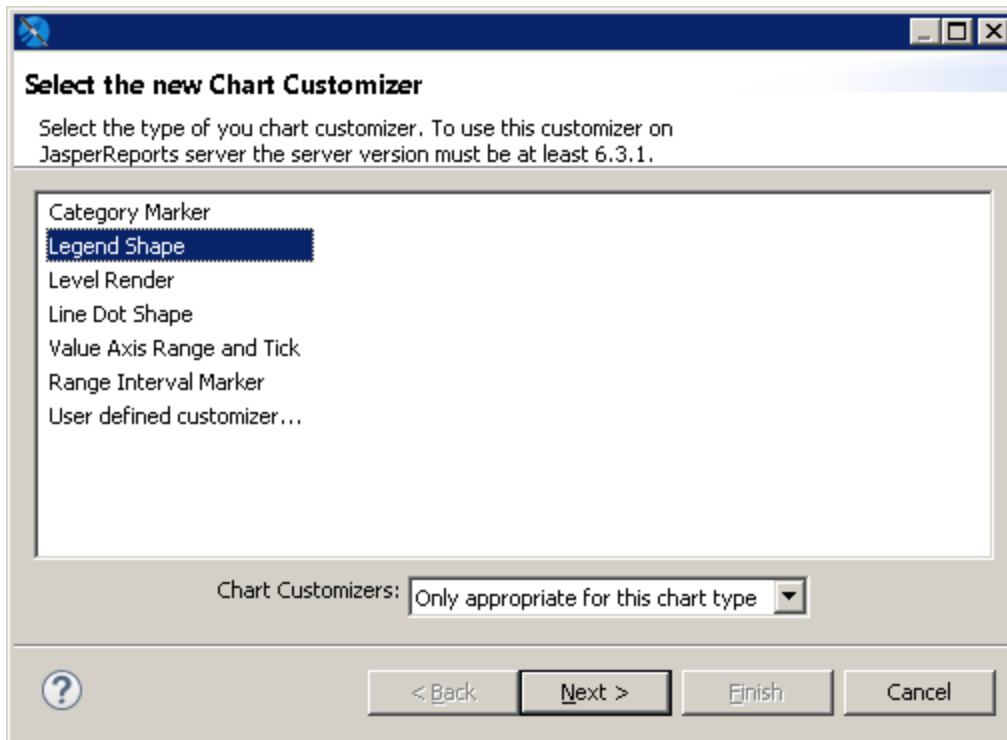 Select the new Chart Customizer
Select the type of you chart customizer. To use this customizer on
JasperReports server the server version must be at least 6.3.1.
Category Marker
Legend Shape
Level Render
Line Dot Shape
Value Axis Range and Tick
Range Interval Marker
User defined customizer...
Chart Customizers: Only appropriate for this chart type
? < Back Next > Finish Cancel